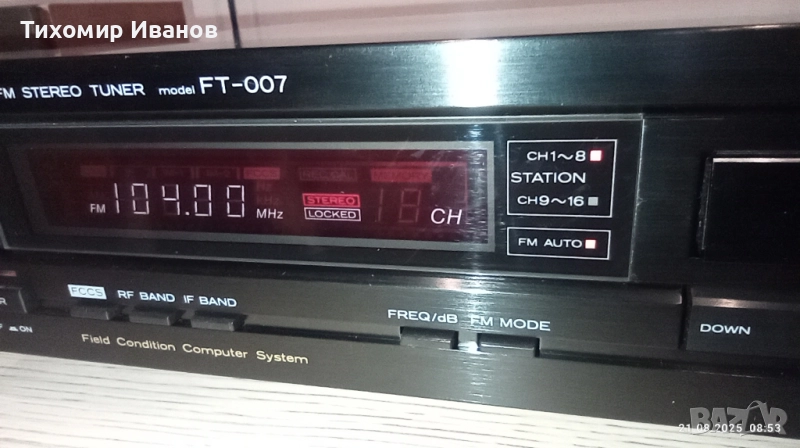 Тихомир Иванов
FM STEREO TUNER model FT-007
CH1~8
STATION
CH9~16
FM 104.00 MHz
STEREO
LOCKED
CH
FM AUTO
FCCS RF BAND IF BAND
FREQ/dB FM MODE
DOWN
ON
Field Condition Computer System
BAZAR
21.08.2025 08:53